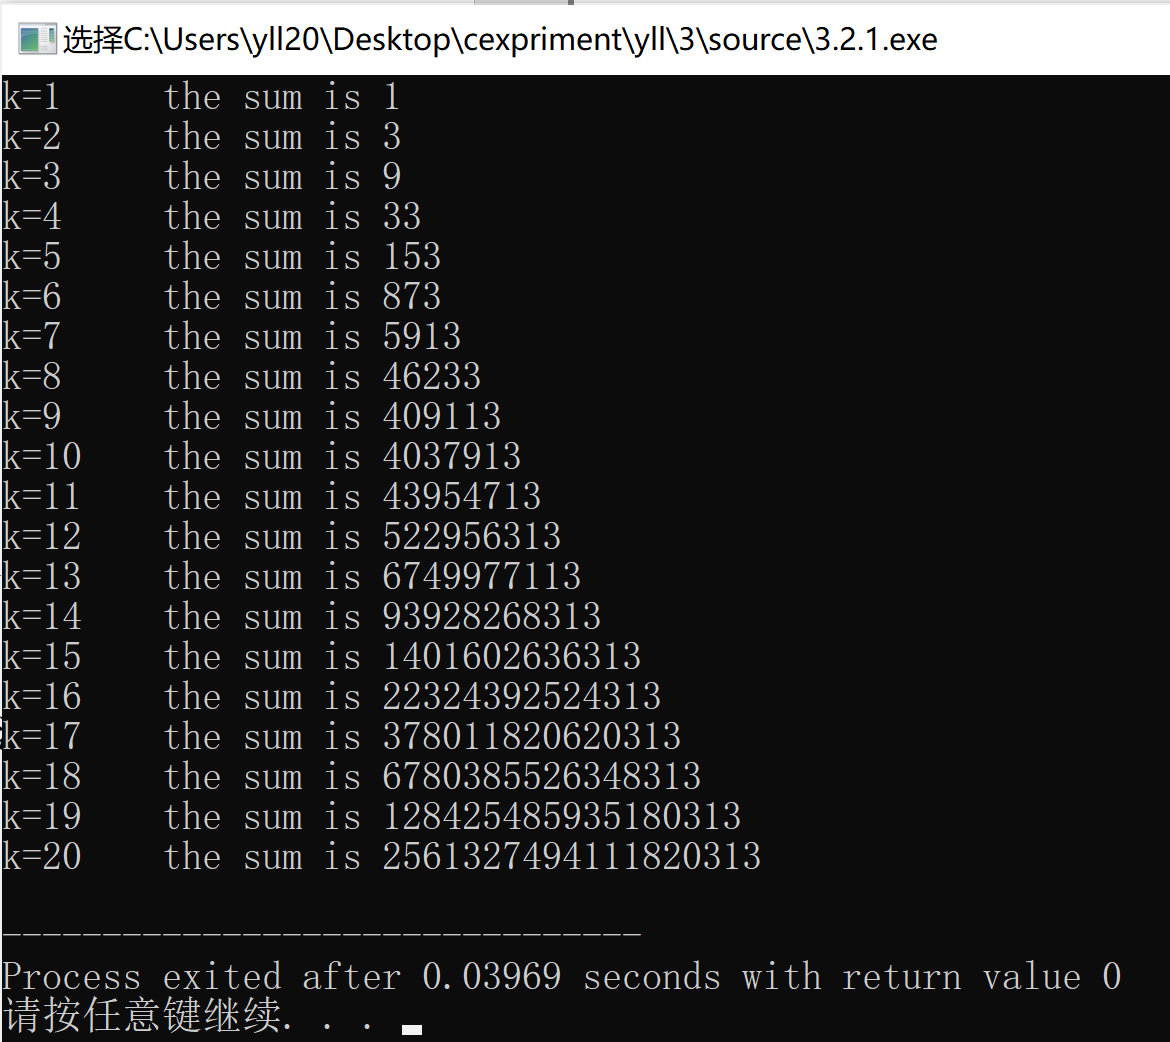 选择C:\Users\yll20\Desktop\cexpriment\yll\3\source\3.2.1.exe
k=1 the sum is 1
k=2 the sum is 3
k=3 the sum is 9
k=4 the sum is 33
k=5 the sum is 153
k=6 the sum is 873
k=7 the sum is 5913
k=8 the sum is 46233
k=9 the sum is 409113
k=10 the sum is 4037913
k=11 the sum is 43954713
k=12 the sum is 522956313
k=13 the sum is 6749977113
k=14 the sum is 93928268313
k=15 the sum is 1401602636313
k=16 the sum is 22324392524313
k=17 the sum is 378011820620313
k=18 the sum is 6780385526348313
k=19 the sum is 128425485935180313
k=20 the sum is 2561327494111820313
--------------------------------
Process exited after 0.03969 seconds with return value 0
请按任意键继续. . .